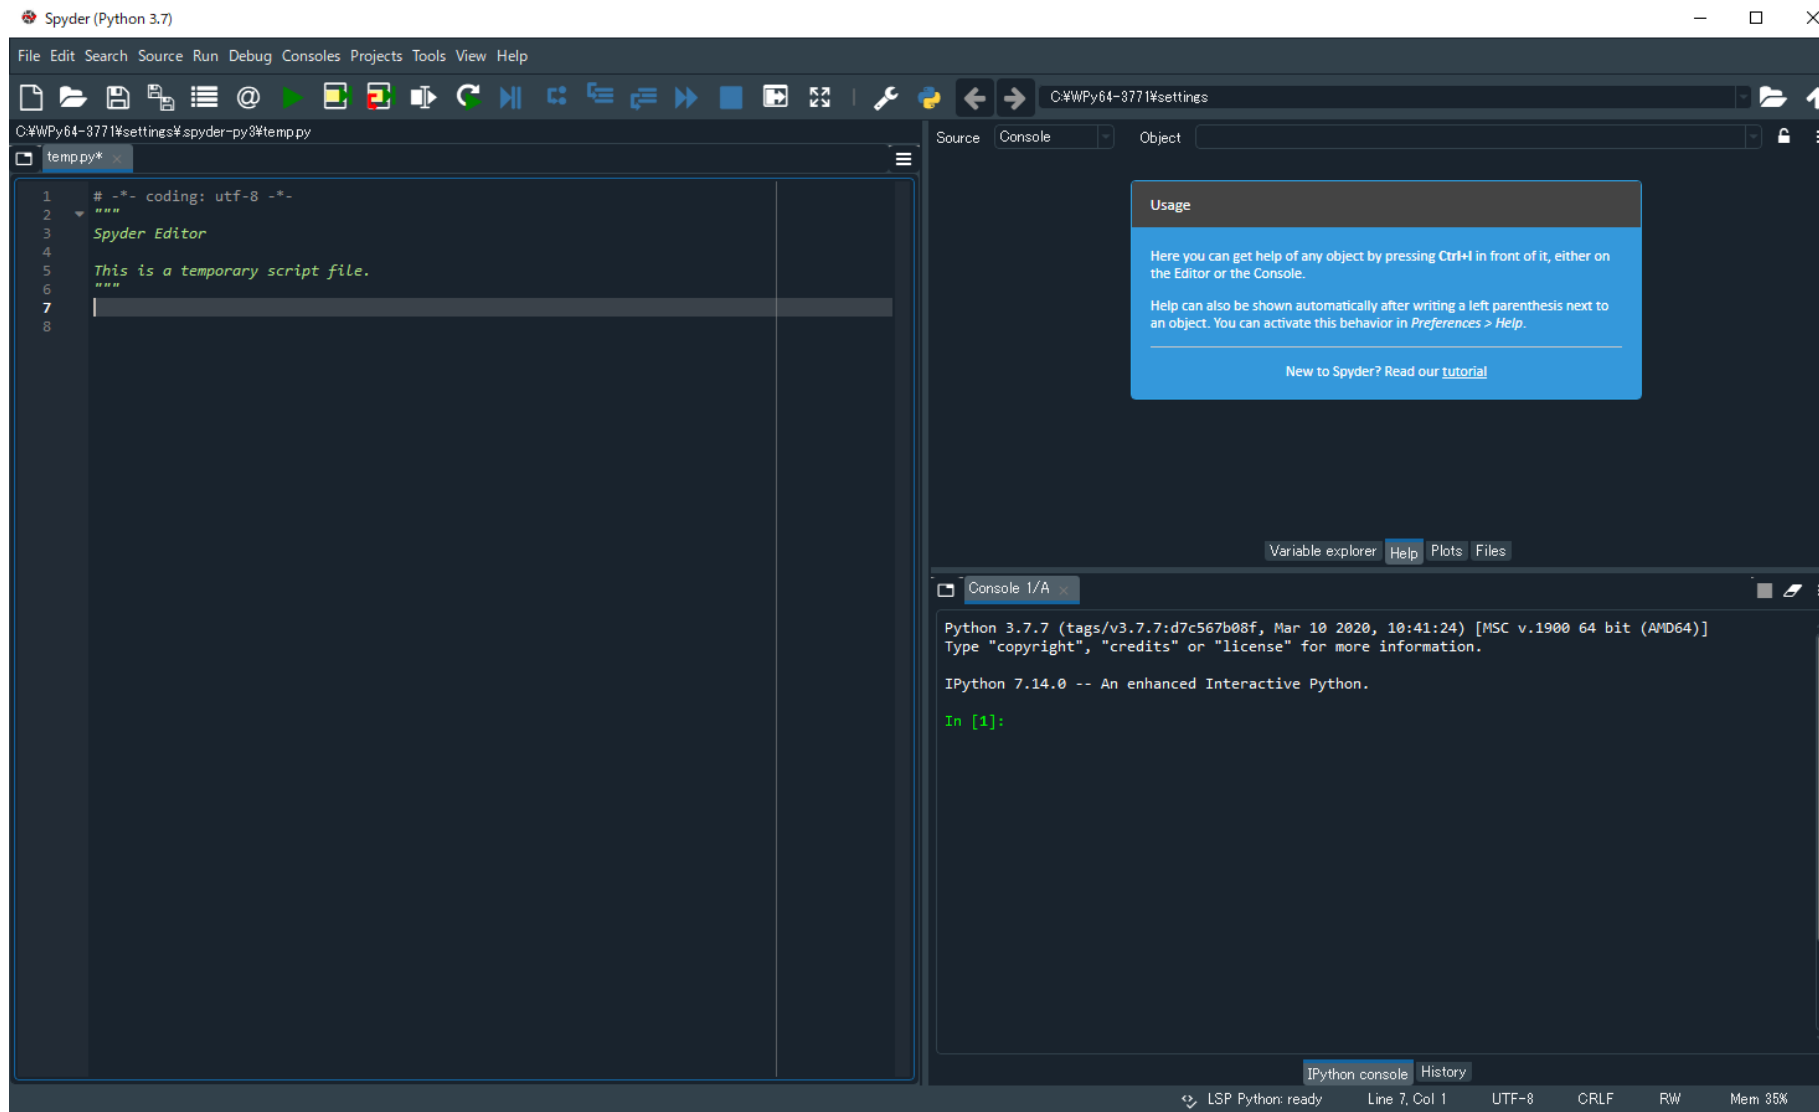 Spyder (Python 3.7)
File Edit Search Source Run Debug Consoles Projects Tools View Help
C:¥WPy64-3771¥settings
C:¥WPy64-3771¥settings¥.spyder-py3¥temp.py
temp.py*
1 # -*- coding: utf-8 -*-
2 """
3 Spyder Editor
4
5 This is a temporary script file.
6 """
7
8
Source Console Object
Usage
Here you can get help of any object by pressing Ctrl+I in front of it, either on
the Editor or the Console.
Help can also be shown automatically after writing a left parenthesis next to
an object. You can activate this behavior in Preferences > Help.
New to Spyder? Read our tutorial
Variable explorer Help Plots Files
Console 1/A
Python 3.7.7 (tags/v3.7.7:d7c567b08f, Mar 10 2020, 10:41:24) [MSC v.1900 64 bit (AMD64)]
Type "copyright", "credits" or "license" for more information.
IPython 7.14.0 -- An enhanced Interactive Python.
In [1]:
IPython console History
LSP Python: ready Line 7, Col 1 UTF-8 CRLF RW Mem 35%